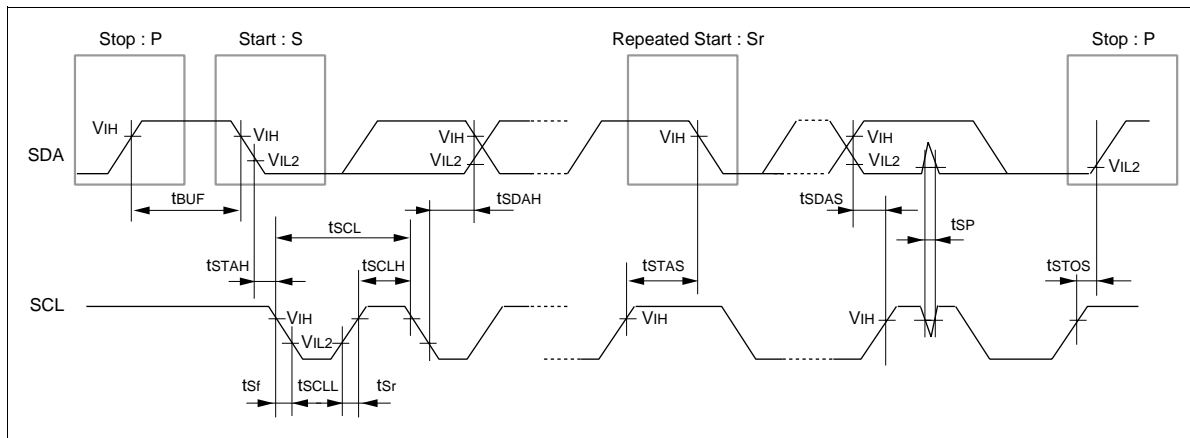 Stop : P
Start : S
Repeated Start : Sr
Stop : P
SDA
VIH
VIH
VIL2
VIH
VIL2
VIH
VIH
VIL2
VIL2
tBUF
tSDAH
tSDAS
tSP
tSCL
tSTAH
tSCLH
tSTAS
tSTOS
SCL
VIH
VIL2
VIH
VIH
tSf
tSCLL
tSr